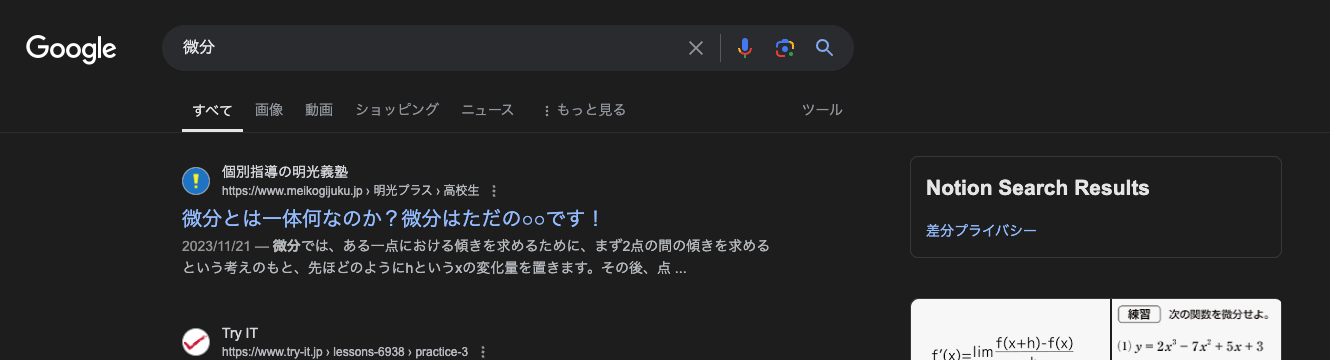 Google
微分
すべて 画像 動画 ショッピング ニュース もっと見る ツール
個別指導の明光義塾
https://www.meikogijuku.jp › 明光プラス › 高校生
微分とは一体何なのか？微分はただの○○です！
2023/11/21 — 微分では、ある一点における傾きを求めるために、まず2点の間の傾きを求める
という考えのもと、先ほどのようにhというxの変化量を置きます。その後、点 ...
Try IT
https://www.try-it.jp › lessons-6938 › practice-3
Notion Search Results
差分プライバシー
f'(x)=lim f(x+h)-f(x)
練習 次の関数を微分せよ。
(1) y = 2x³ − 7x² + 5x + 3